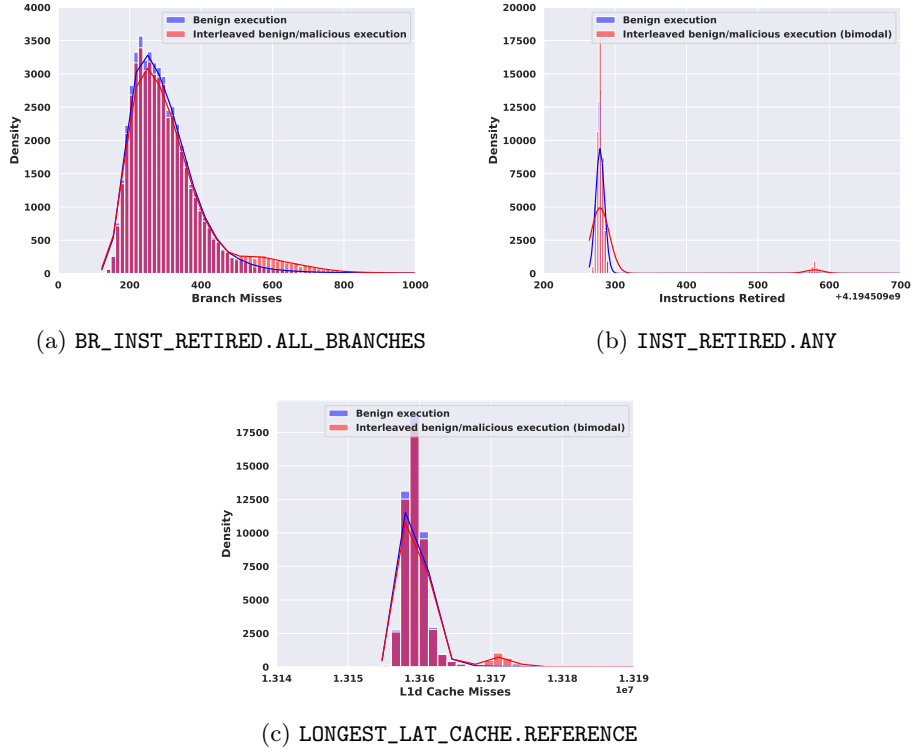 4000
3500
3000
2500
2000
1500
1000
500
0
Density
0 200 400 600 800 1000
Branch Misses
Benign execution
Interleaved benign/malicious execution
(a) BR_INST_RETIRED.ALL_BRANCHES
20000
17500
15000
12500
10000
7500
5000
2500
0
Density
200 300 400 500 600 700
Instructions Retired
+4.194509e9
Benign execution
Interleaved benign/malicious execution (bimodal)
(b) INST_RETIRED.ANY
17500
15000
12500
10000
7500
5000
2500
0
Density
1.314 1.315 1.316 1.317 1.318 1.319
L1d Cache Misses
1e7
Benign execution
Interleaved benign/malicious execution (bimodal)
(c) LONGEST_LAT_CACHE.REFERENCE